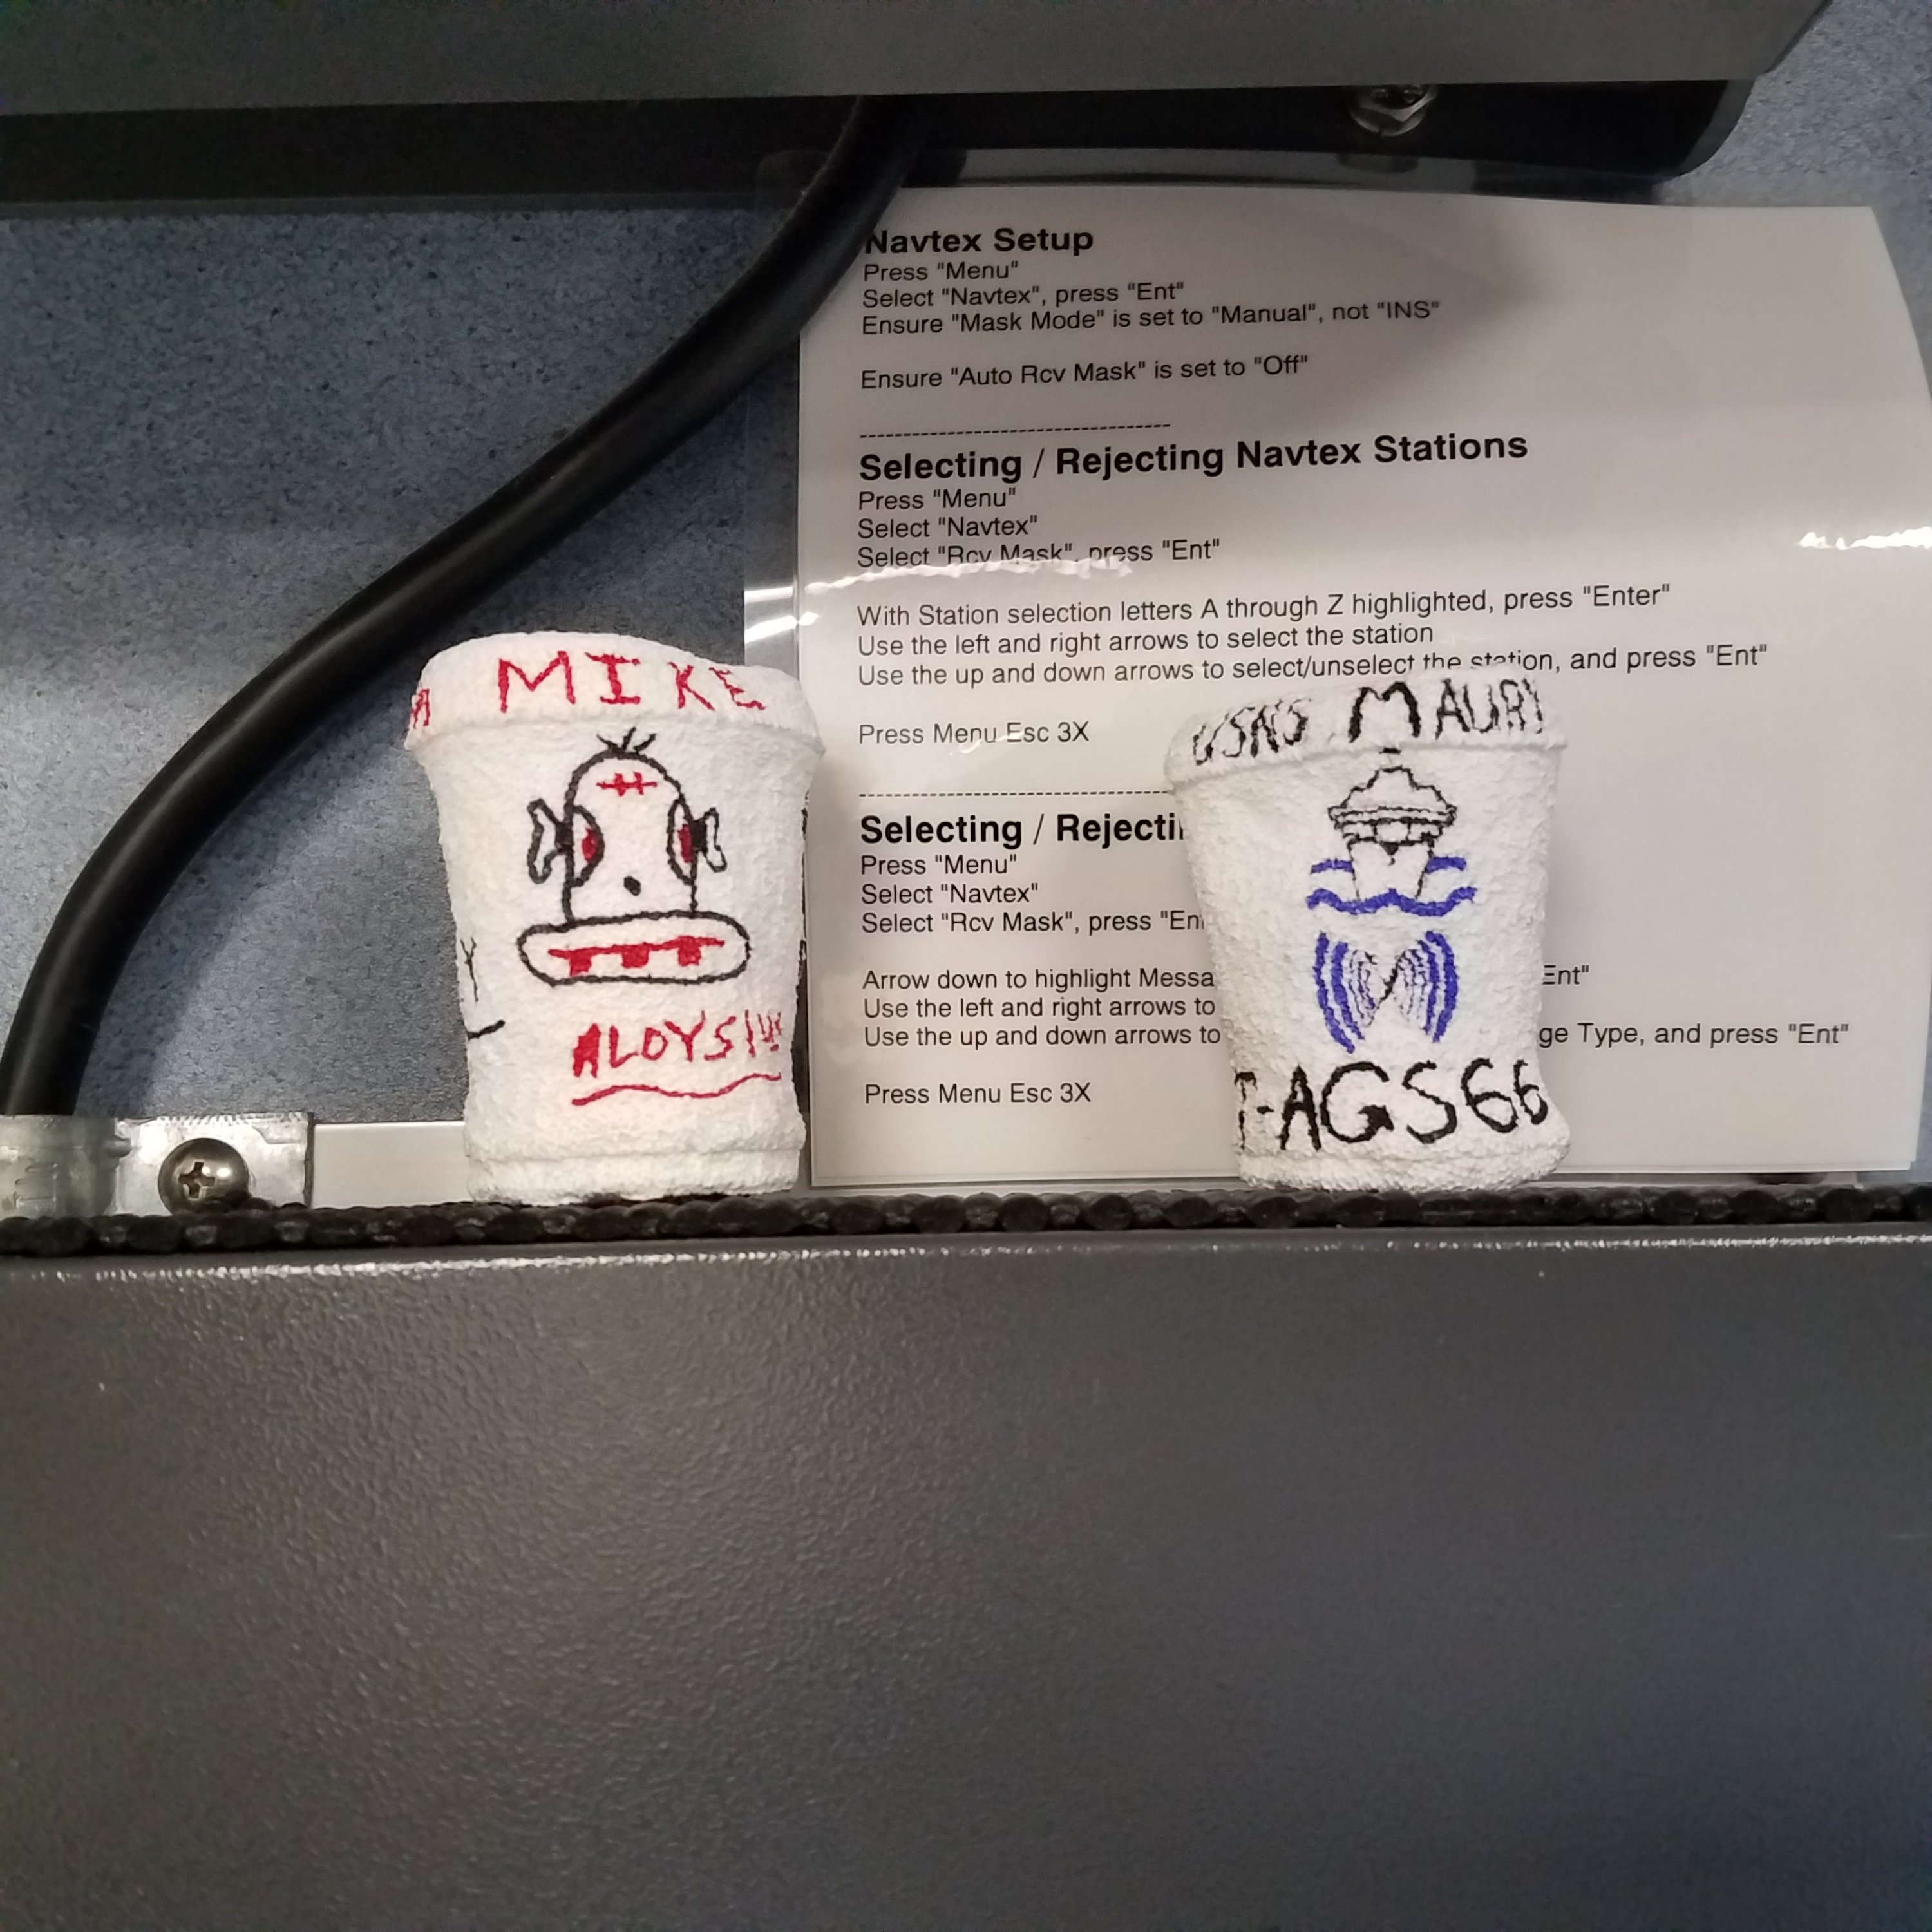 Navtex Setup
Press "Menu"
Select "Navtex", press "Ent"
Ensure "Mask Mode" is set to "Manual", not "INS"
Ensure "Auto Rcv Mask" is set to "Off"
Selecting / Rejecting Navtex Stations
Press "Menu"
Select "Navtex"
Select "Rcv Mask", press "Ent"
With Station selection letters A through Z highlighted, press "Enter"
Use the left and right arrows to select the station
Use the up and down arrows to select/unselect the station, and press "Ent"
Press Menu Esc 3X
Selecting / Rejecti
Press "Menu"
Select "Navtex"
Select "Rcv Mask", press "En
Arrow down to highlight Messa Ent"
Use the left and right arrows to
Use the up and down arrows to ge Type, and press "Ent"
Press Menu Esc 3X
MIKE
ALOYSI
USNS MAURY
T-AGS66